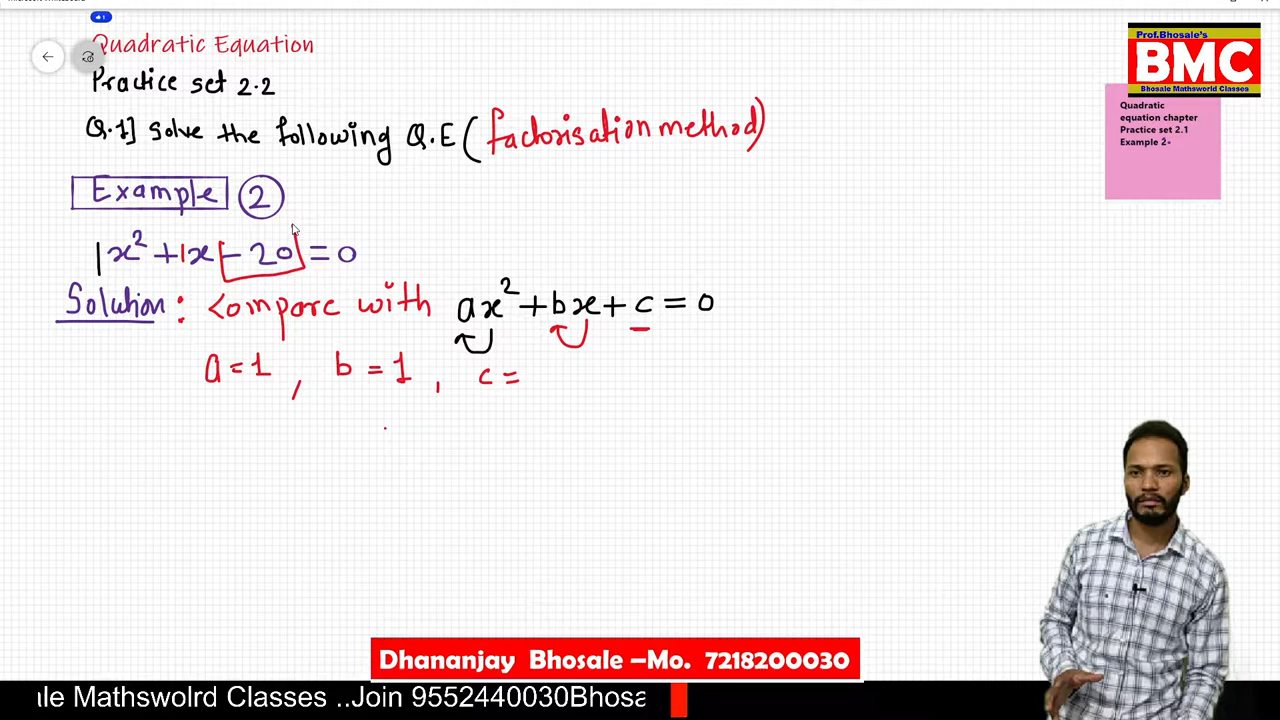 Quadratic Equation
Practice set 2.2
Q.1] Solve the following Q.E (factorisation method)
Example 2
1x² + 1x - 20 = 0
Solution : Compare with ax² + bx + c = 0
a = 1 , b = 1 , c =
Prof.Bhosale's
BMC
Bhosale Mathsworld Classes
Quadratic
equation chapter
Practice set 2.1
Example 2-
Dhananjay Bhosale –Mo. 7218200030
ale Mathswolrd Classes ..Join 9552440030Bhosa